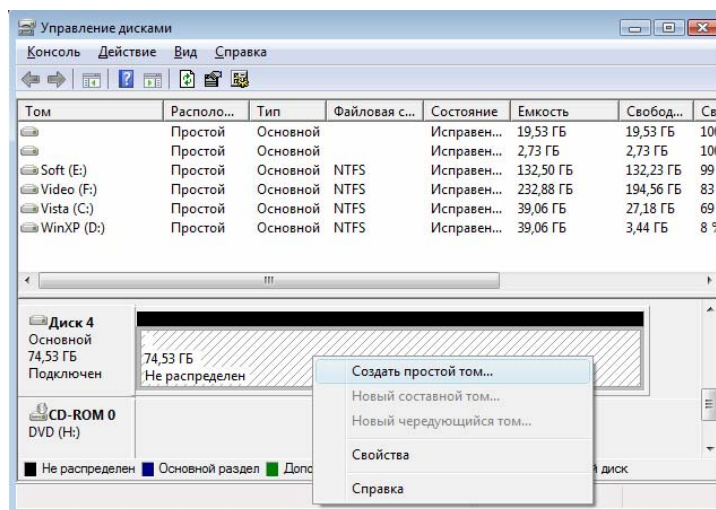 Управление дисками
Консоль Действие Вид Справка
Том Располо... Тип Файловая с... Состояние Емкость Свобод... Св
Простой Основной Исправен... 19,53 ГБ 19,53 ГБ 100
Простой Основной Исправен... 2,73 ГБ 2,73 ГБ 100
Soft (E:) Простой Основной NTFS Исправен... 132,50 ГБ 132,23 ГБ 99
Video (F:) Простой Основной NTFS Исправен... 232,88 ГБ 194,56 ГБ 83
Vista (C:) Простой Основной NTFS Исправен... 39,06 ГБ 27,18 ГБ 69
WinXP (D:) Простой Основной NTFS Исправен... 39,06 ГБ 3,44 ГБ 8 %
Диск 4
Основной
74,53 ГБ
Подключен
74,53 ГБ
Не распределен
Создать простой том...
Новый составной том...
Новый чередующийся том...
Свойства
Справка
CD-ROM 0
DVD (H:)
Не распределен Основной раздел Допо й диск